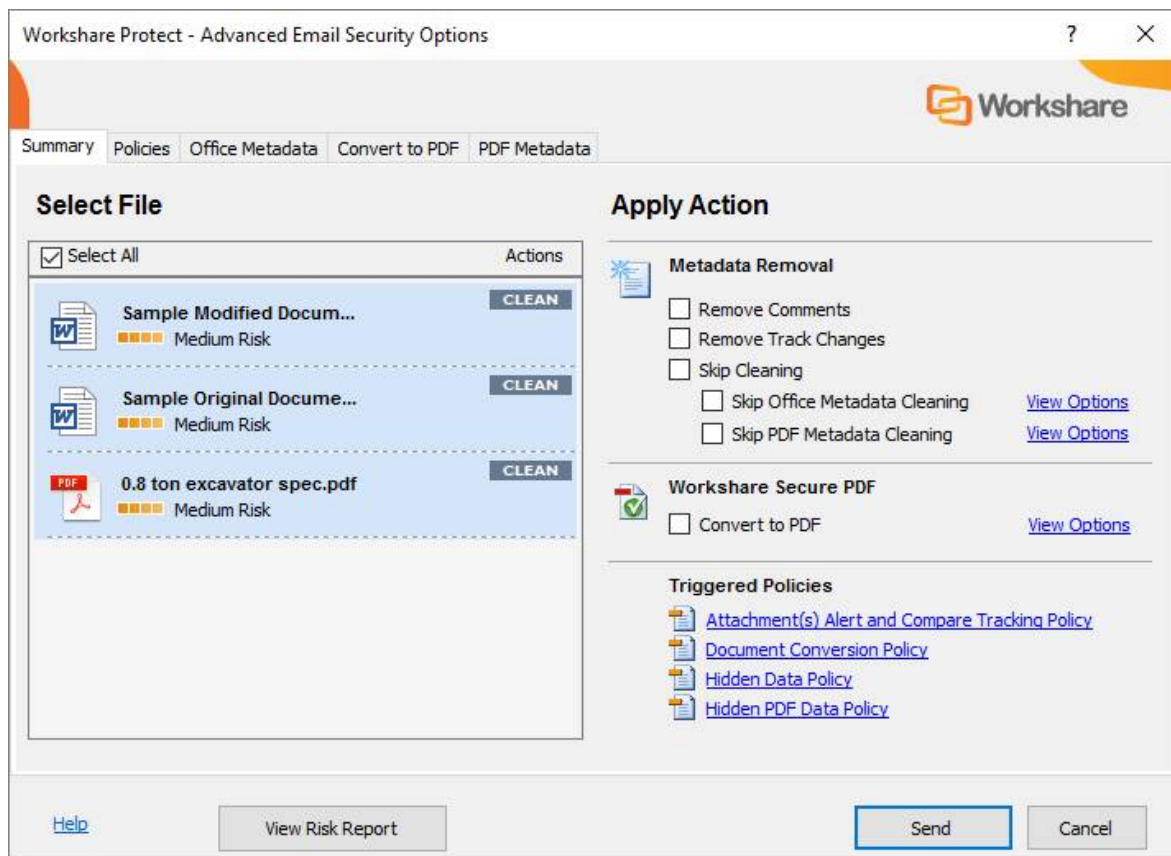 Workshare Protect - Advanced Email Security Options
?
Workshare
Summary
Policies
Office Metadata
Convert to PDF
PDF Metadata
Select File
Select All
Actions
Sample Modified Docum...
CLEAN
Medium Risk
Sample Original Docume...
CLEAN
Medium Risk
PDF
0.8 ton excavator spec.pdf
CLEAN
Medium Risk
Apply Action
Metadata Removal
Remove Comments
Remove Track Changes
Skip Cleaning
Skip Office Metadata Cleaning
View Options
Skip PDF Metadata Cleaning
View Options
Workshare Secure PDF
Convert to PDF
View Options
Triggered Policies
Attachment(s) Alert and Compare Tracking Policy
Document Conversion Policy
Hidden Data Policy
Hidden PDF Data Policy
Help
View Risk Report
Send
Cancel